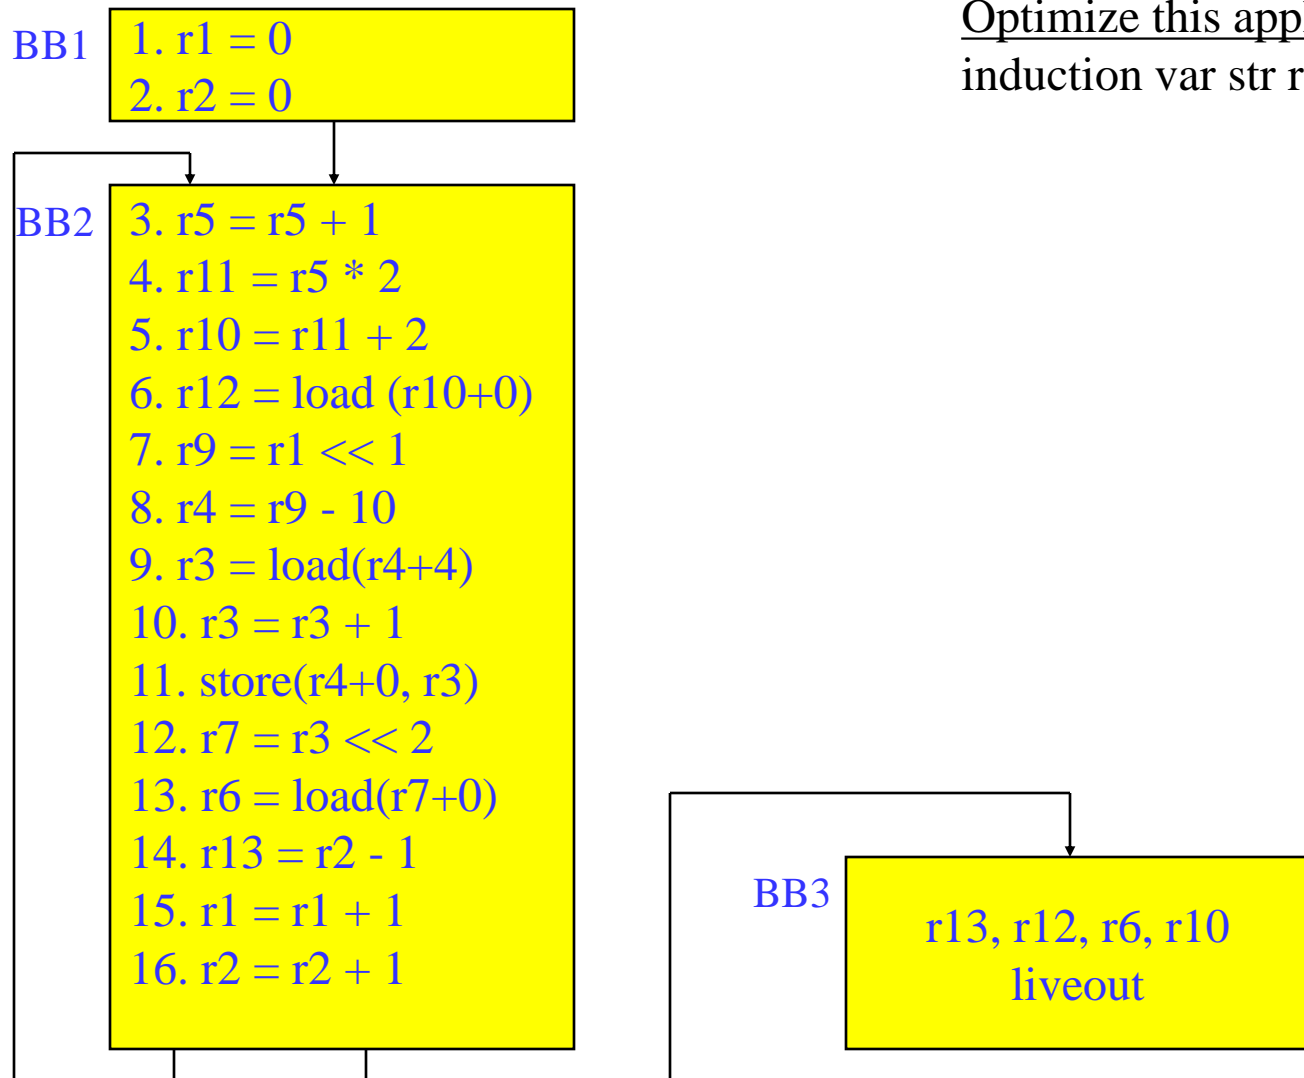 Optimize this
induction var str
BB1
1. r1 = 0
2. r2 = 0
BB2
3. r5 = r5 + 1
4. r11 = r5 * 2
5. r10 = r11 + 2
6. r12 = load (r10+0)
7. r9 = r1 << 1
8. r4 = r9 - 10
9. r3 = load(r4+4)
10. r3 = r3 + 1
11. store(r4+0, r3)
12. r7 = r3 << 2
13. r6 = load(r7+0)
14. r13 = r2 - 1
15. r1 = r1 + 1
16. r2 = r2 + 1
BB3
r13, r12, r6, r10
liveout